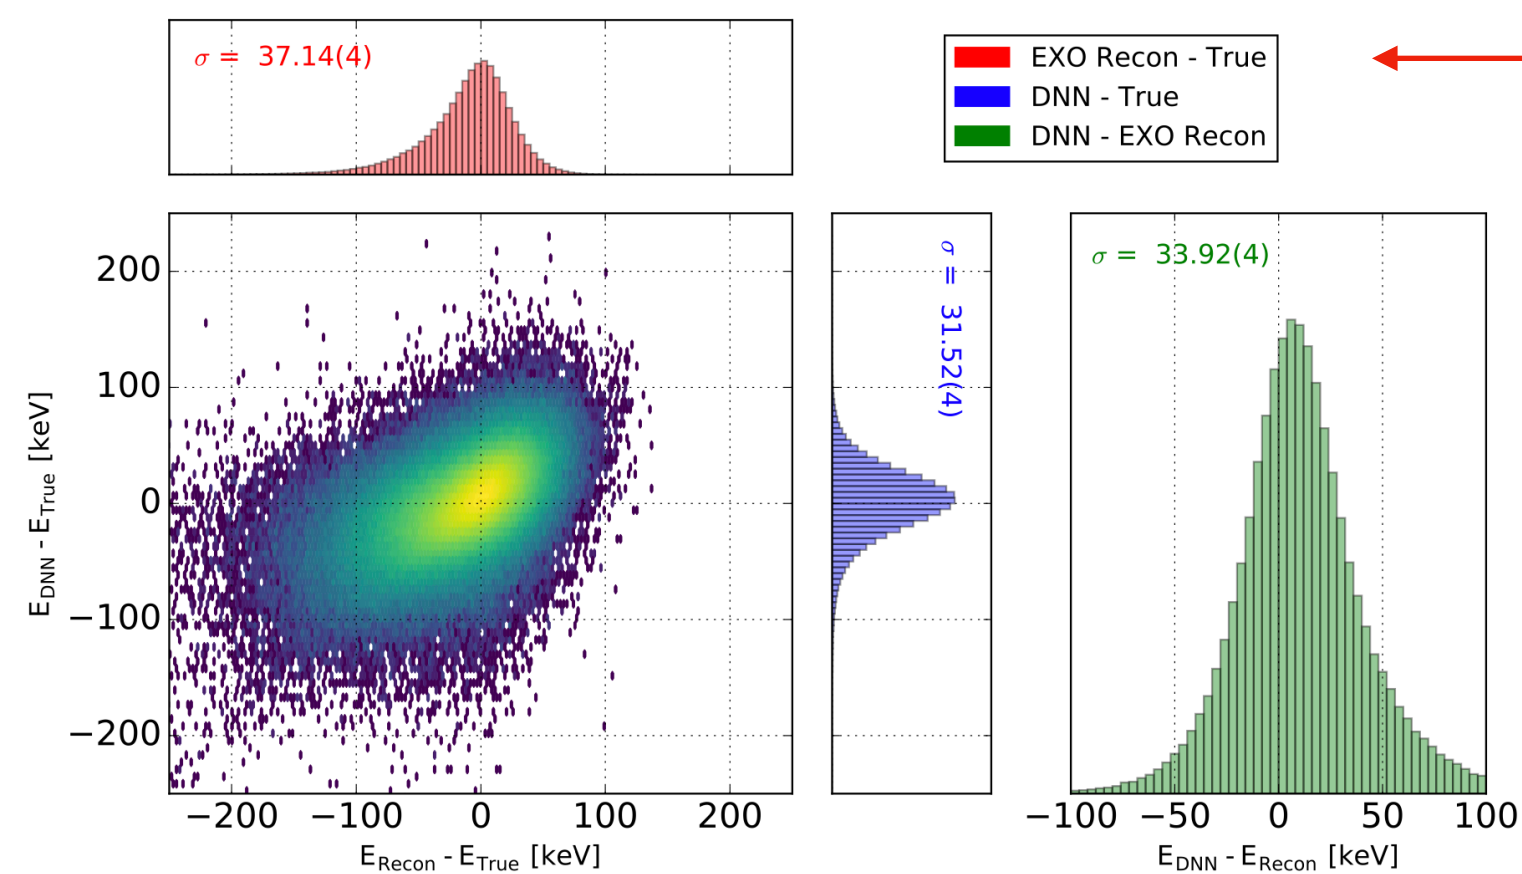 σ = 37.14(4)
EXO Recon - True
DNN - True
DNN - EXO Recon
200
100
0
−100
−200
E_DNN - E_True [keV]
−200 −100 0 100 200
E_Recon - E_True [keV]
σ = 31.52(4)
σ = 33.92(4)
−100 −50 0 50 100
E_DNN - E_Recon [keV]